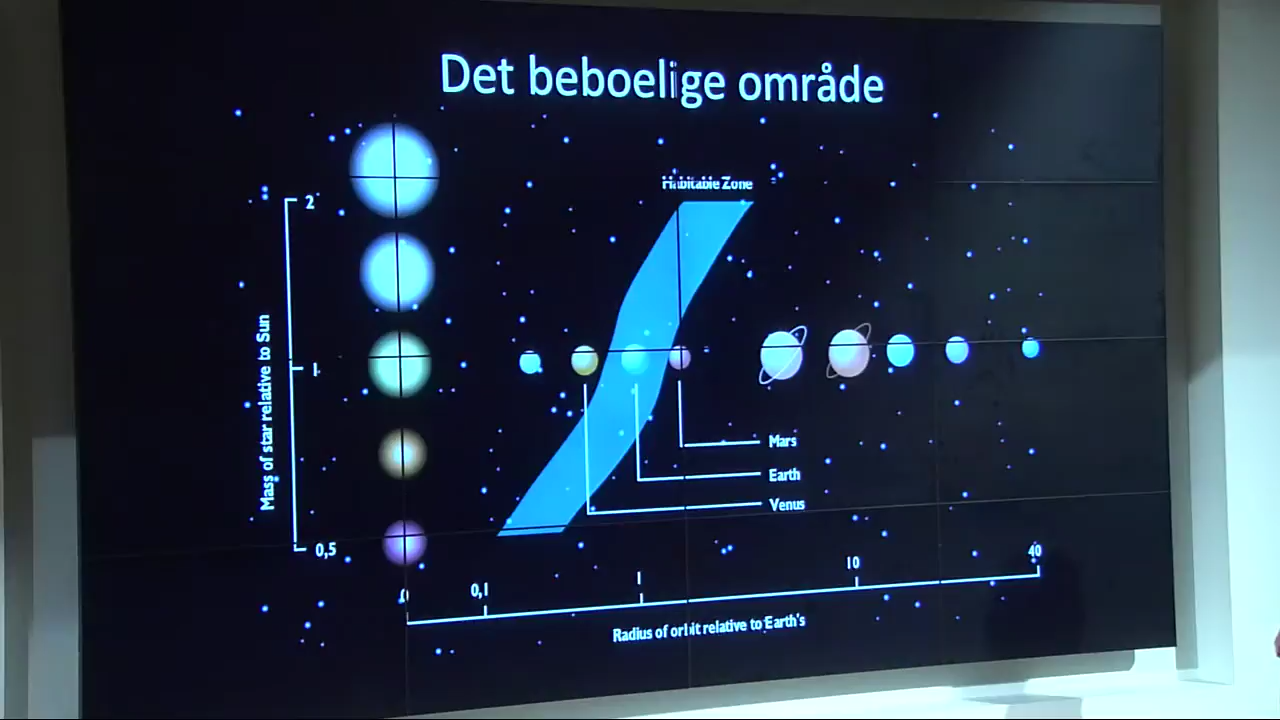 Det beboelige område
Habitable Zone
2
1
0,5
Mass of star relative to Sun
Mars
Earth
Venus
0
0,1
1
10
40
Radius of orbit relative to Earth's